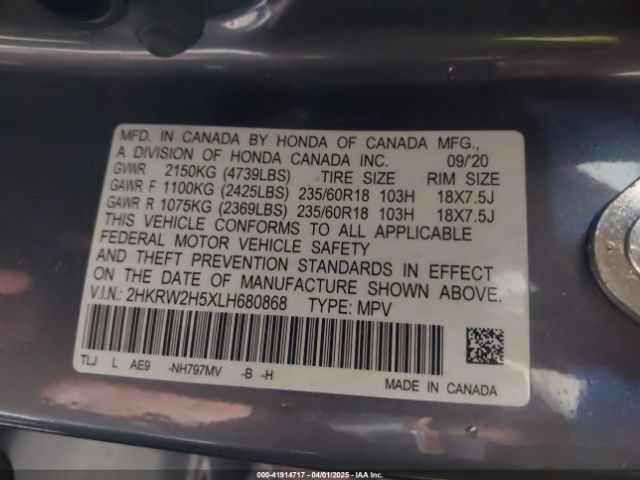 MFD. IN CANADA BY HONDA OF CANADA MFG.,
A DIVISION OF HONDA CANADA INC. 09/'20
GVWR 2150KG (4739LBS) TIRE SIZE RIM SIZE
GAWR F 1100KG (2425LBS) 235/60R18 103H 18X7.5J
GAWR R 1075KG (2369LBS) 235/60R18 103H 18X7.5J
THIS VEHICLE CONFORMS TO ALL APPLICABLE
FEDERAL MOTOR VEHICLE SAFETY
AND THEFT PREVENTION STANDARDS IN EFFECT
ON THE DATE OF MANUFACTURE SHOWN ABOVE.
V.I.N.: 2HKRW2H5XLH680868 TYPE: MPV
TLJ L AE9 -NH797MV -B -H
MADE IN CANADA
000-41914717 - 04/01/2025 - IAAI Inc.